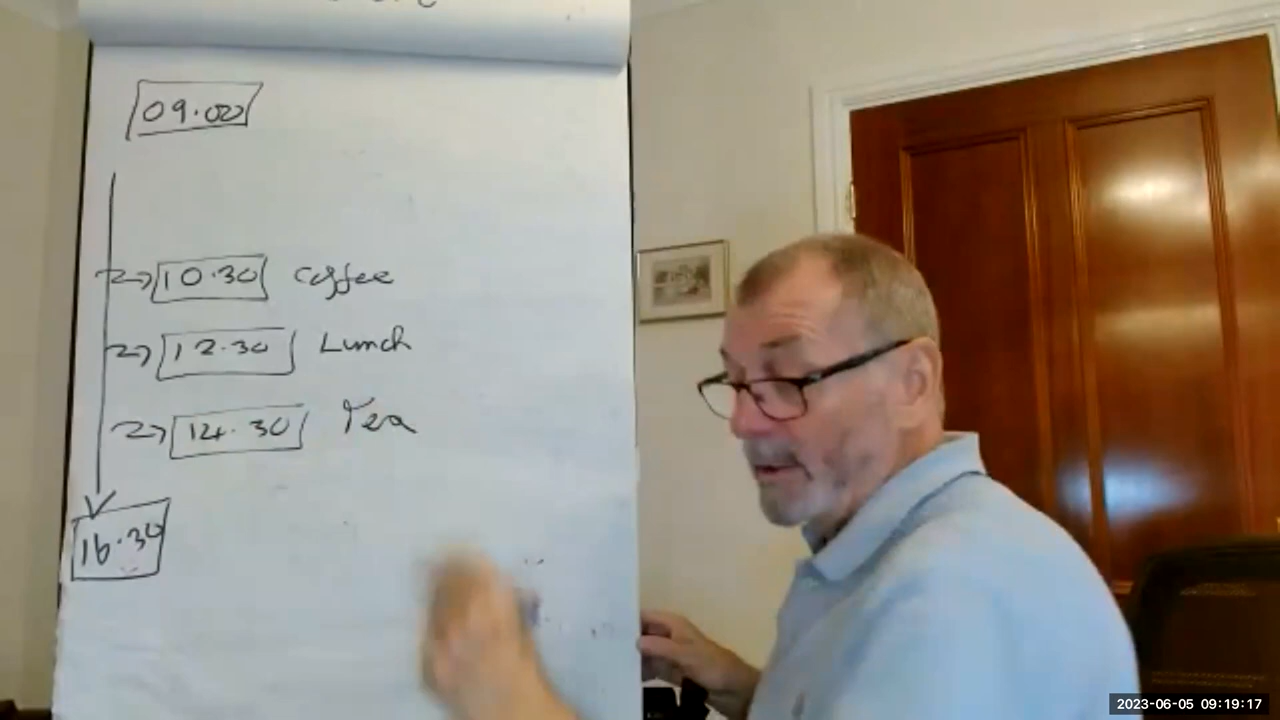 09.00
10.30 Coffee
12.30 Lunch
14.30 Tea
16.30
2023-06-05 09:19:17